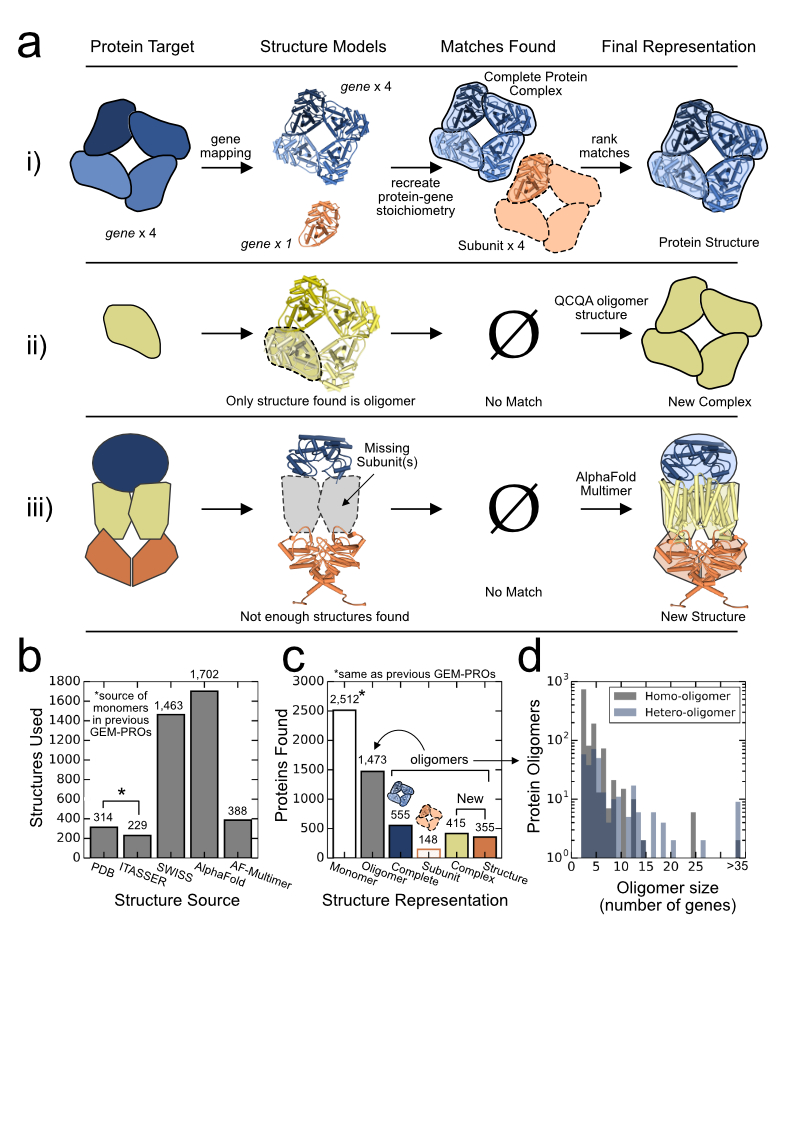 a
Protein Target
Structure Models
Matches Found
Final Representation
i)
gene x 4
gene
mapping
gene x 4
gene x 1
recreate
protein-gene
stoichiometry
Complete Protein
Complex
Subunit x 4
rank
matches
Protein Structure
ii)
Only structure found is oligomer
Ø
No Match
QCQA oligomer
structure
New Complex
iii)
Missing
Subunit(s)
Not enough structures found
Ø
No Match
AlphaFold
Multimer
New Structure
b
Structures Used
1800
1600
1400
1200
1000
800
600
400
200
0
*source of
monomers
in previous
GEM-PROs
*
314
229
1,463
1,702
388
PDB
ITASSER
SWISS
AlphaFold
AF-Multimer
Structure Source
c
*same as previous GEM-PROs
Proteins Found
3000
2500
2000
1500
1000
500
0
2,512*
1,473
oligomers
555
148
New
415
355
Monomer
Oligomer
Complete
Subunit
Complex
Structure
Structure Representation
d
Protein Oligomers
10³
10²
10¹
10⁰
Homo-oligomer
Hetero-oligomer
0
5
10
15
20
25
>35
Oligomer size
(number of genes)